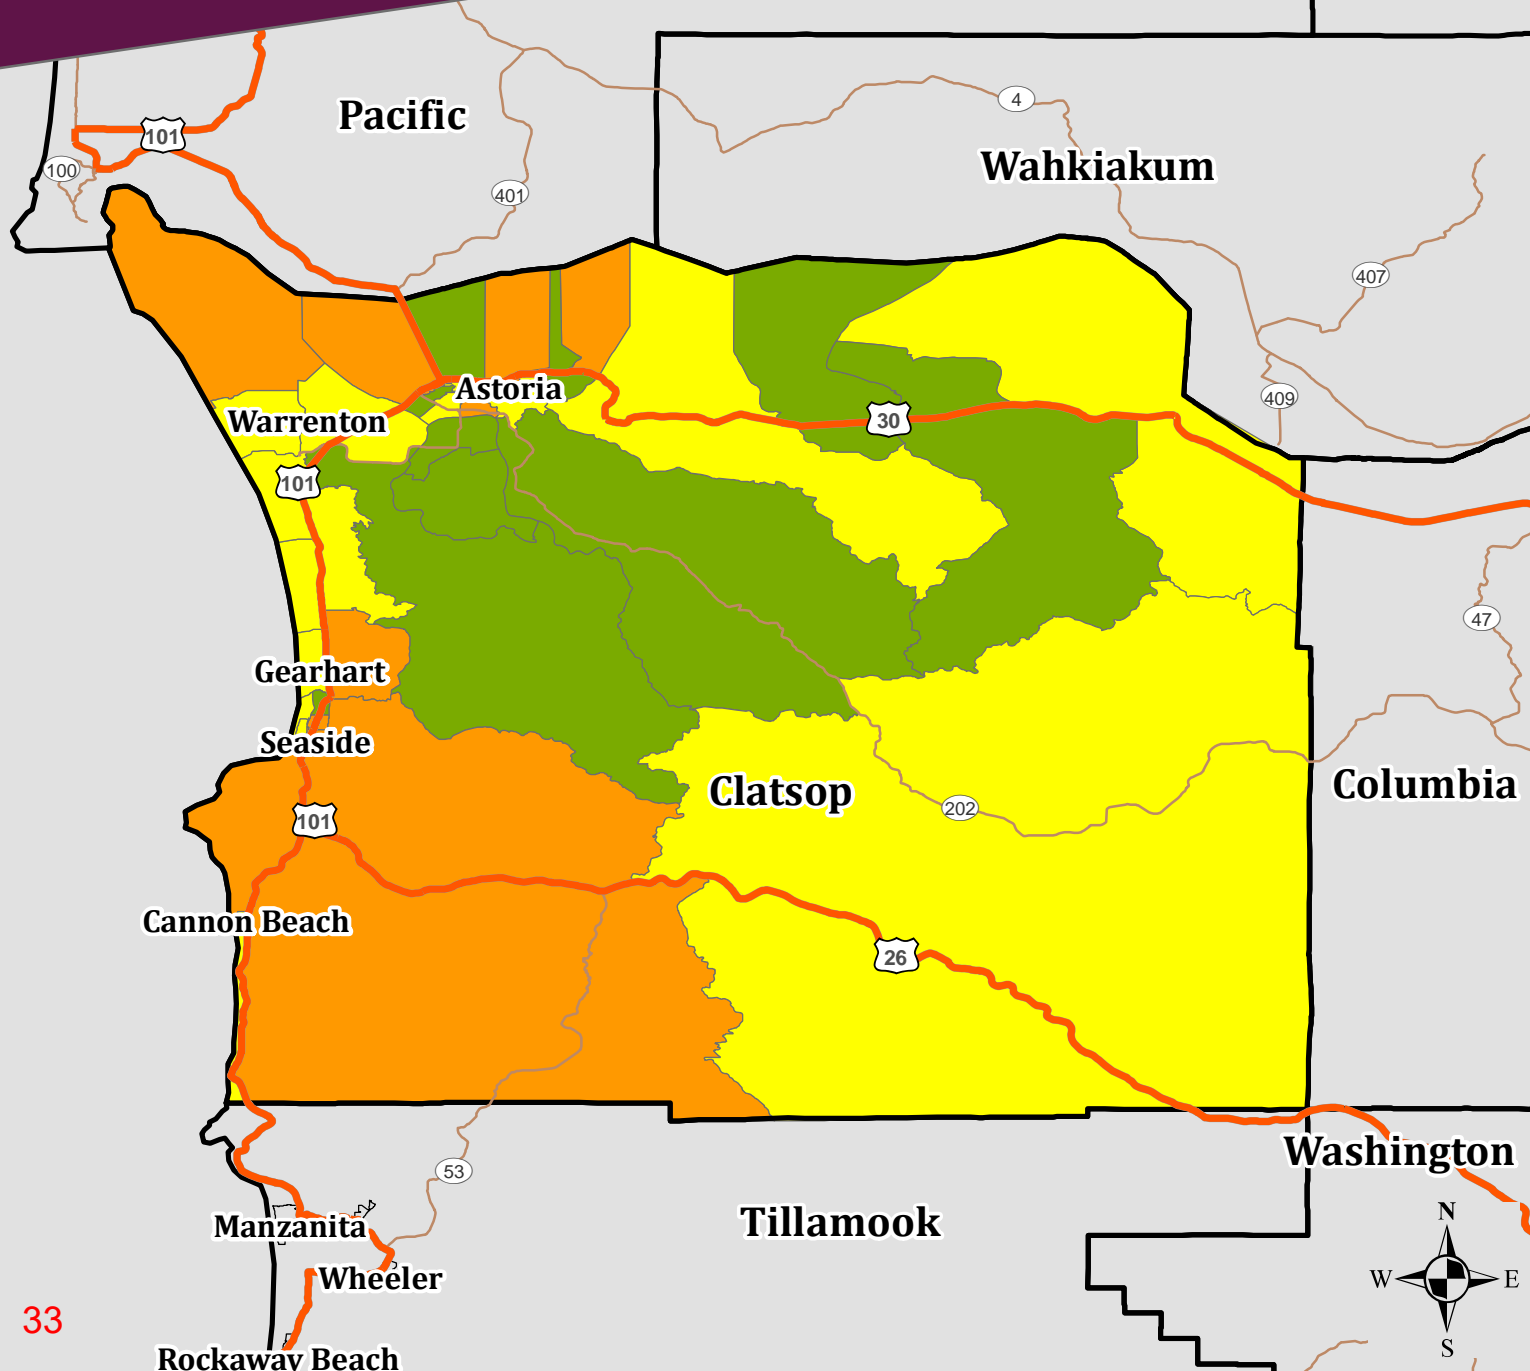 Pacific
4
101
Wahkiakum
100
401
407
Astoria
409
Warrenton
30
101
47
Gearhart
Seaside
Clatsop
Columbia
202
101
Cannon Beach
26
Washington
53
N
Manzanita
Tillamook
W
E
Wheeler
33
S
Rockaway Beach